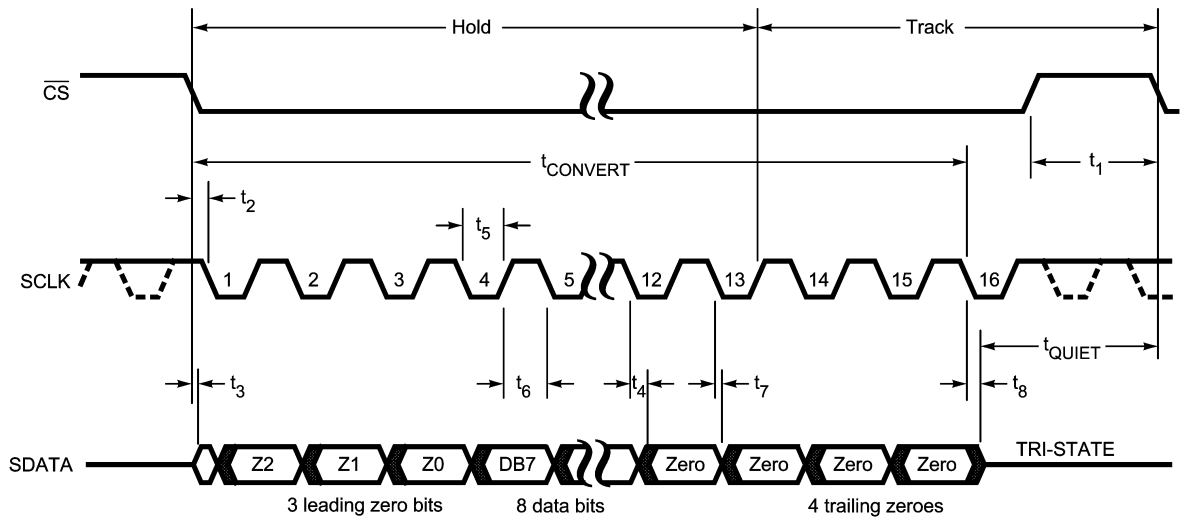 Hold Track
CS
tCONVERT t1
t2
t5
SCLK 1 2 3 4 5 12 13 14 15 16
tQUIET
t3 t6 t4 t7 t8
SDATA Z2 Z1 Z0 DB7 Zero Zero Zero Zero TRI-STATE
3 leading zero bits 8 data bits 4 trailing zeroes